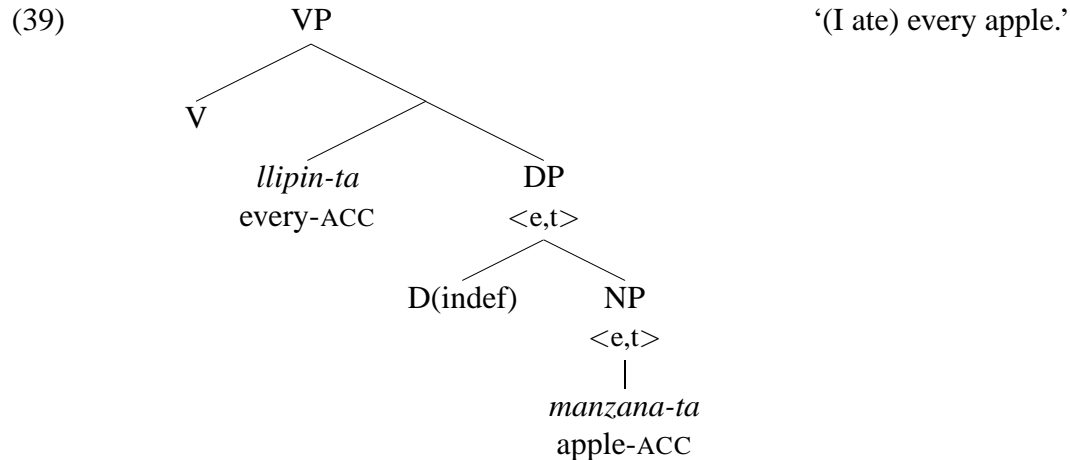 (39) VP ‘(I ate) every apple.’
V
llipin-ta DP
every-ACC <e,t>
D(indef) NP
<e,t>
manzana-ta
apple-ACC